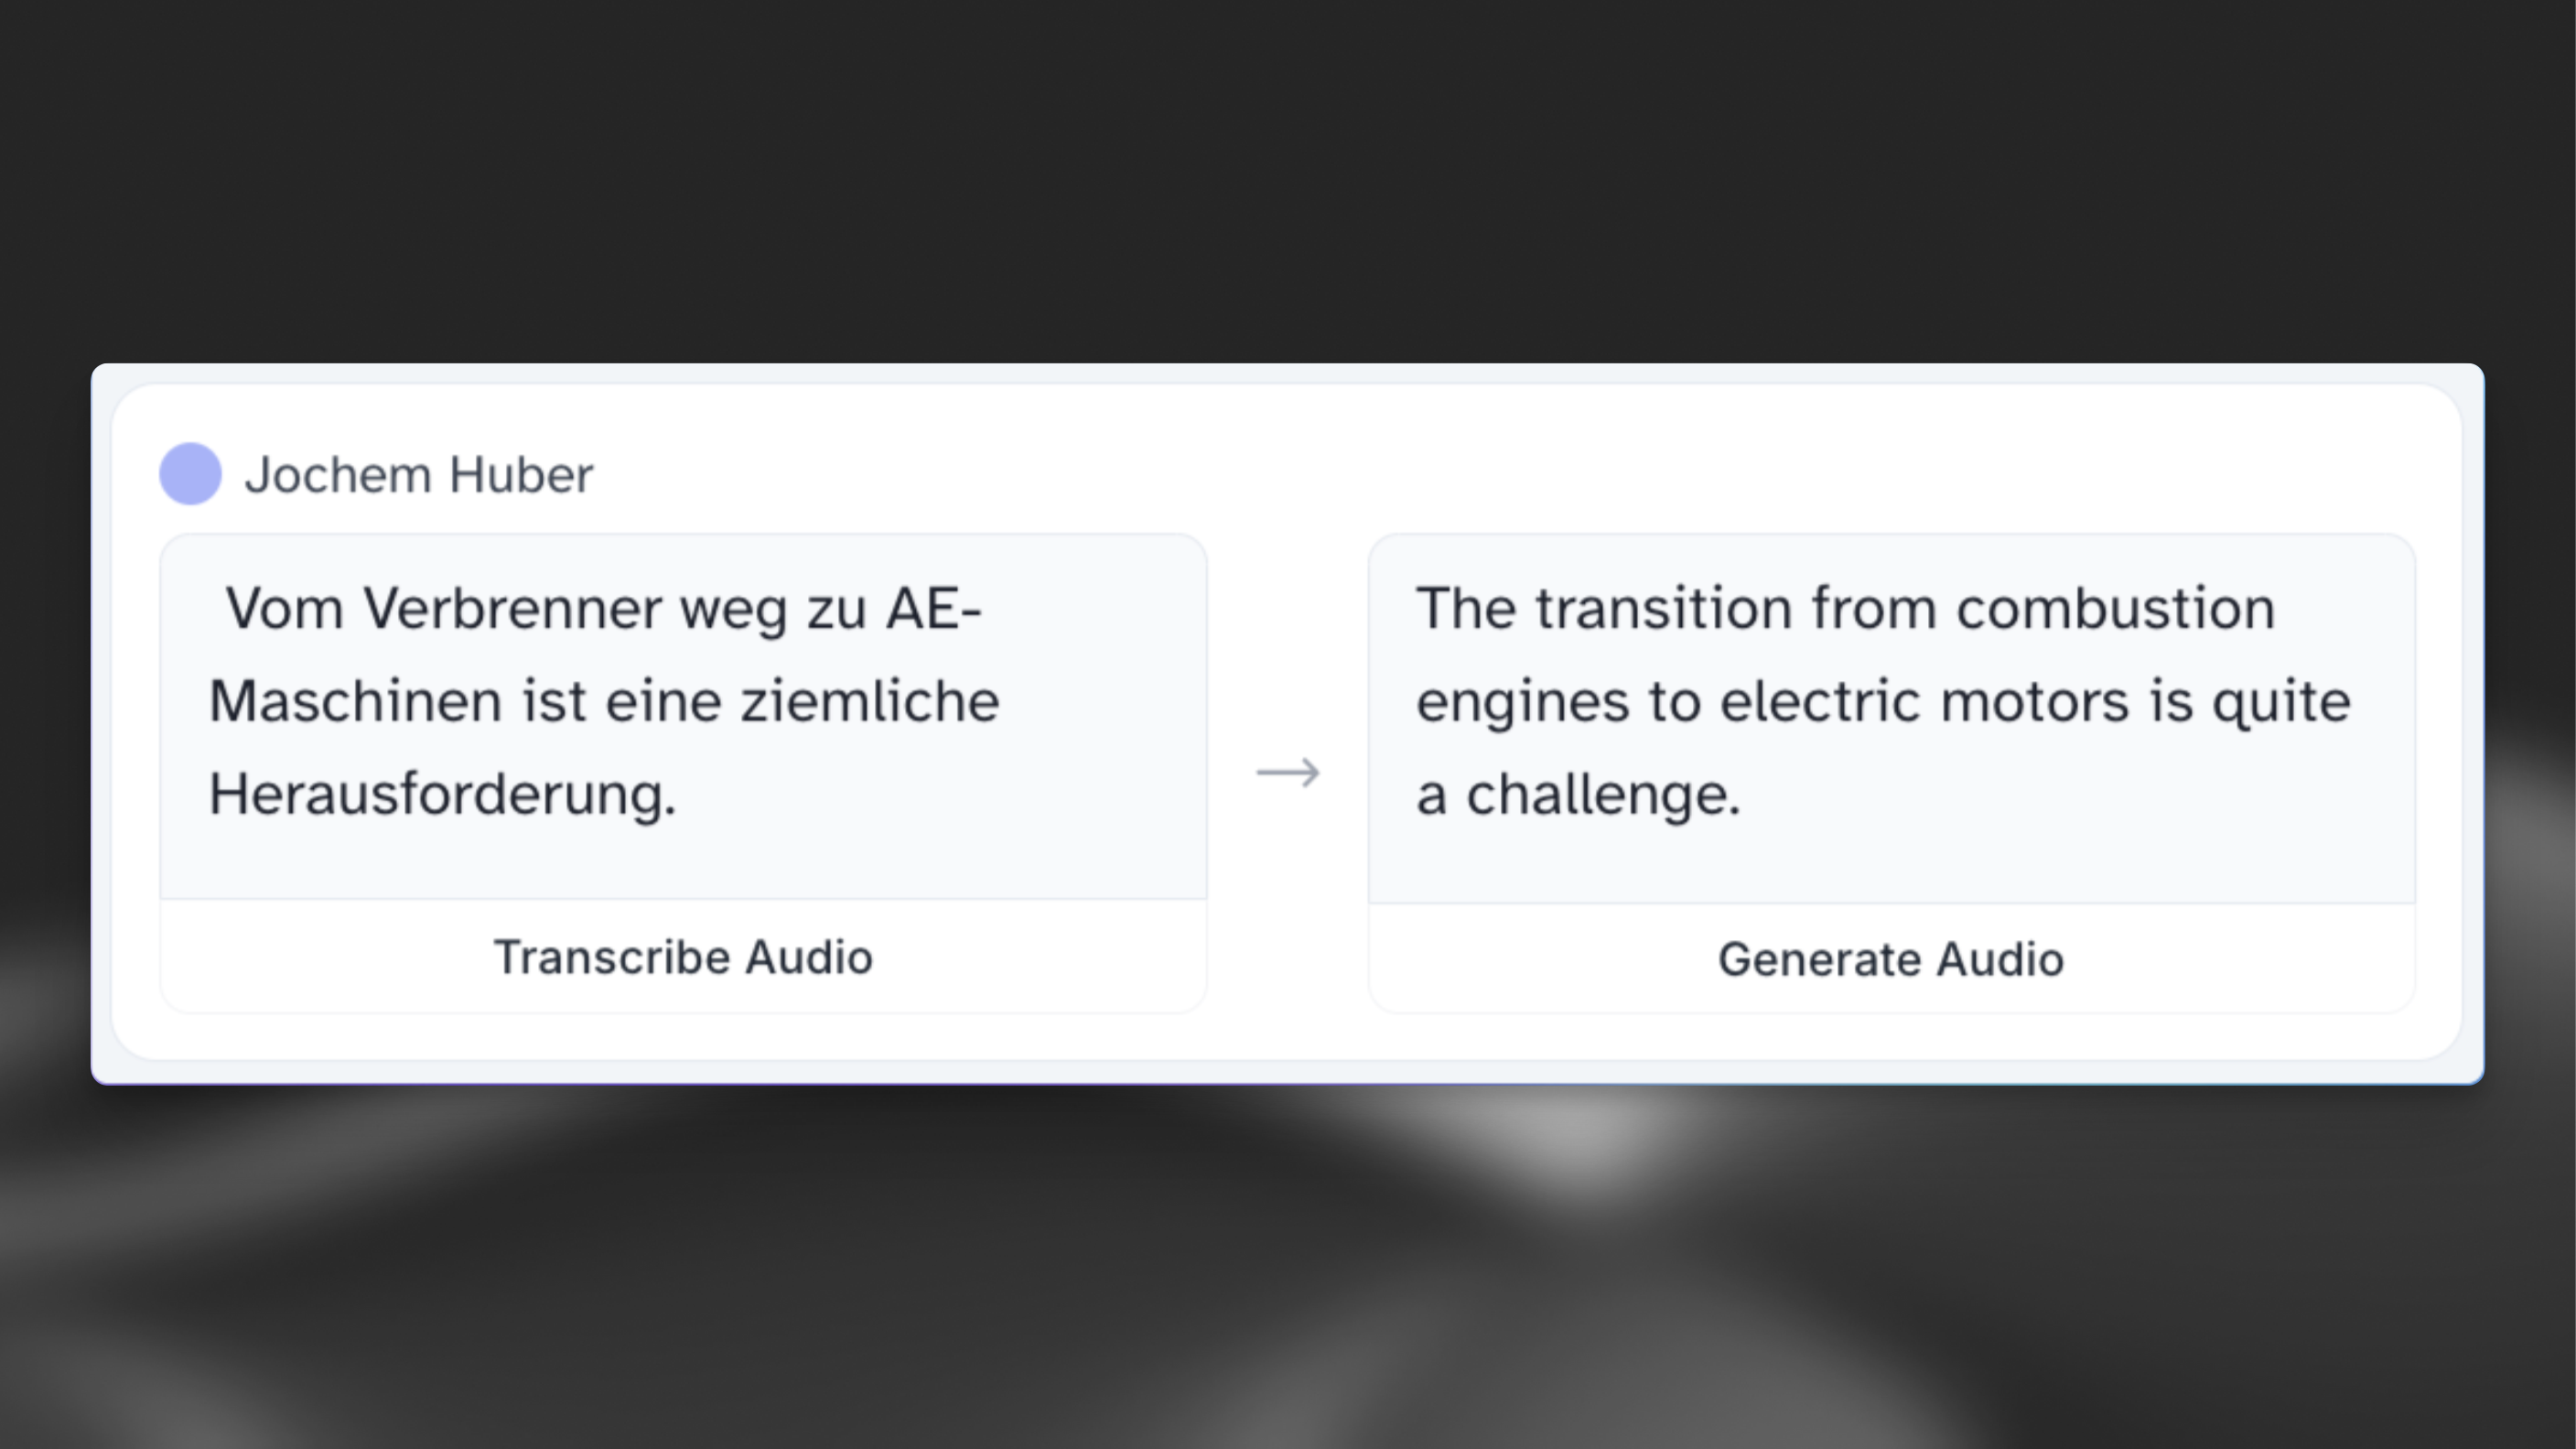 Jochem Huber
Vom Verbrenner weg zu AE-
Maschinen ist eine ziemliche
Herausforderung.
Transcribe Audio
→
The transition from combustion
engines to electric motors is quite
a challenge.
Generate Audio